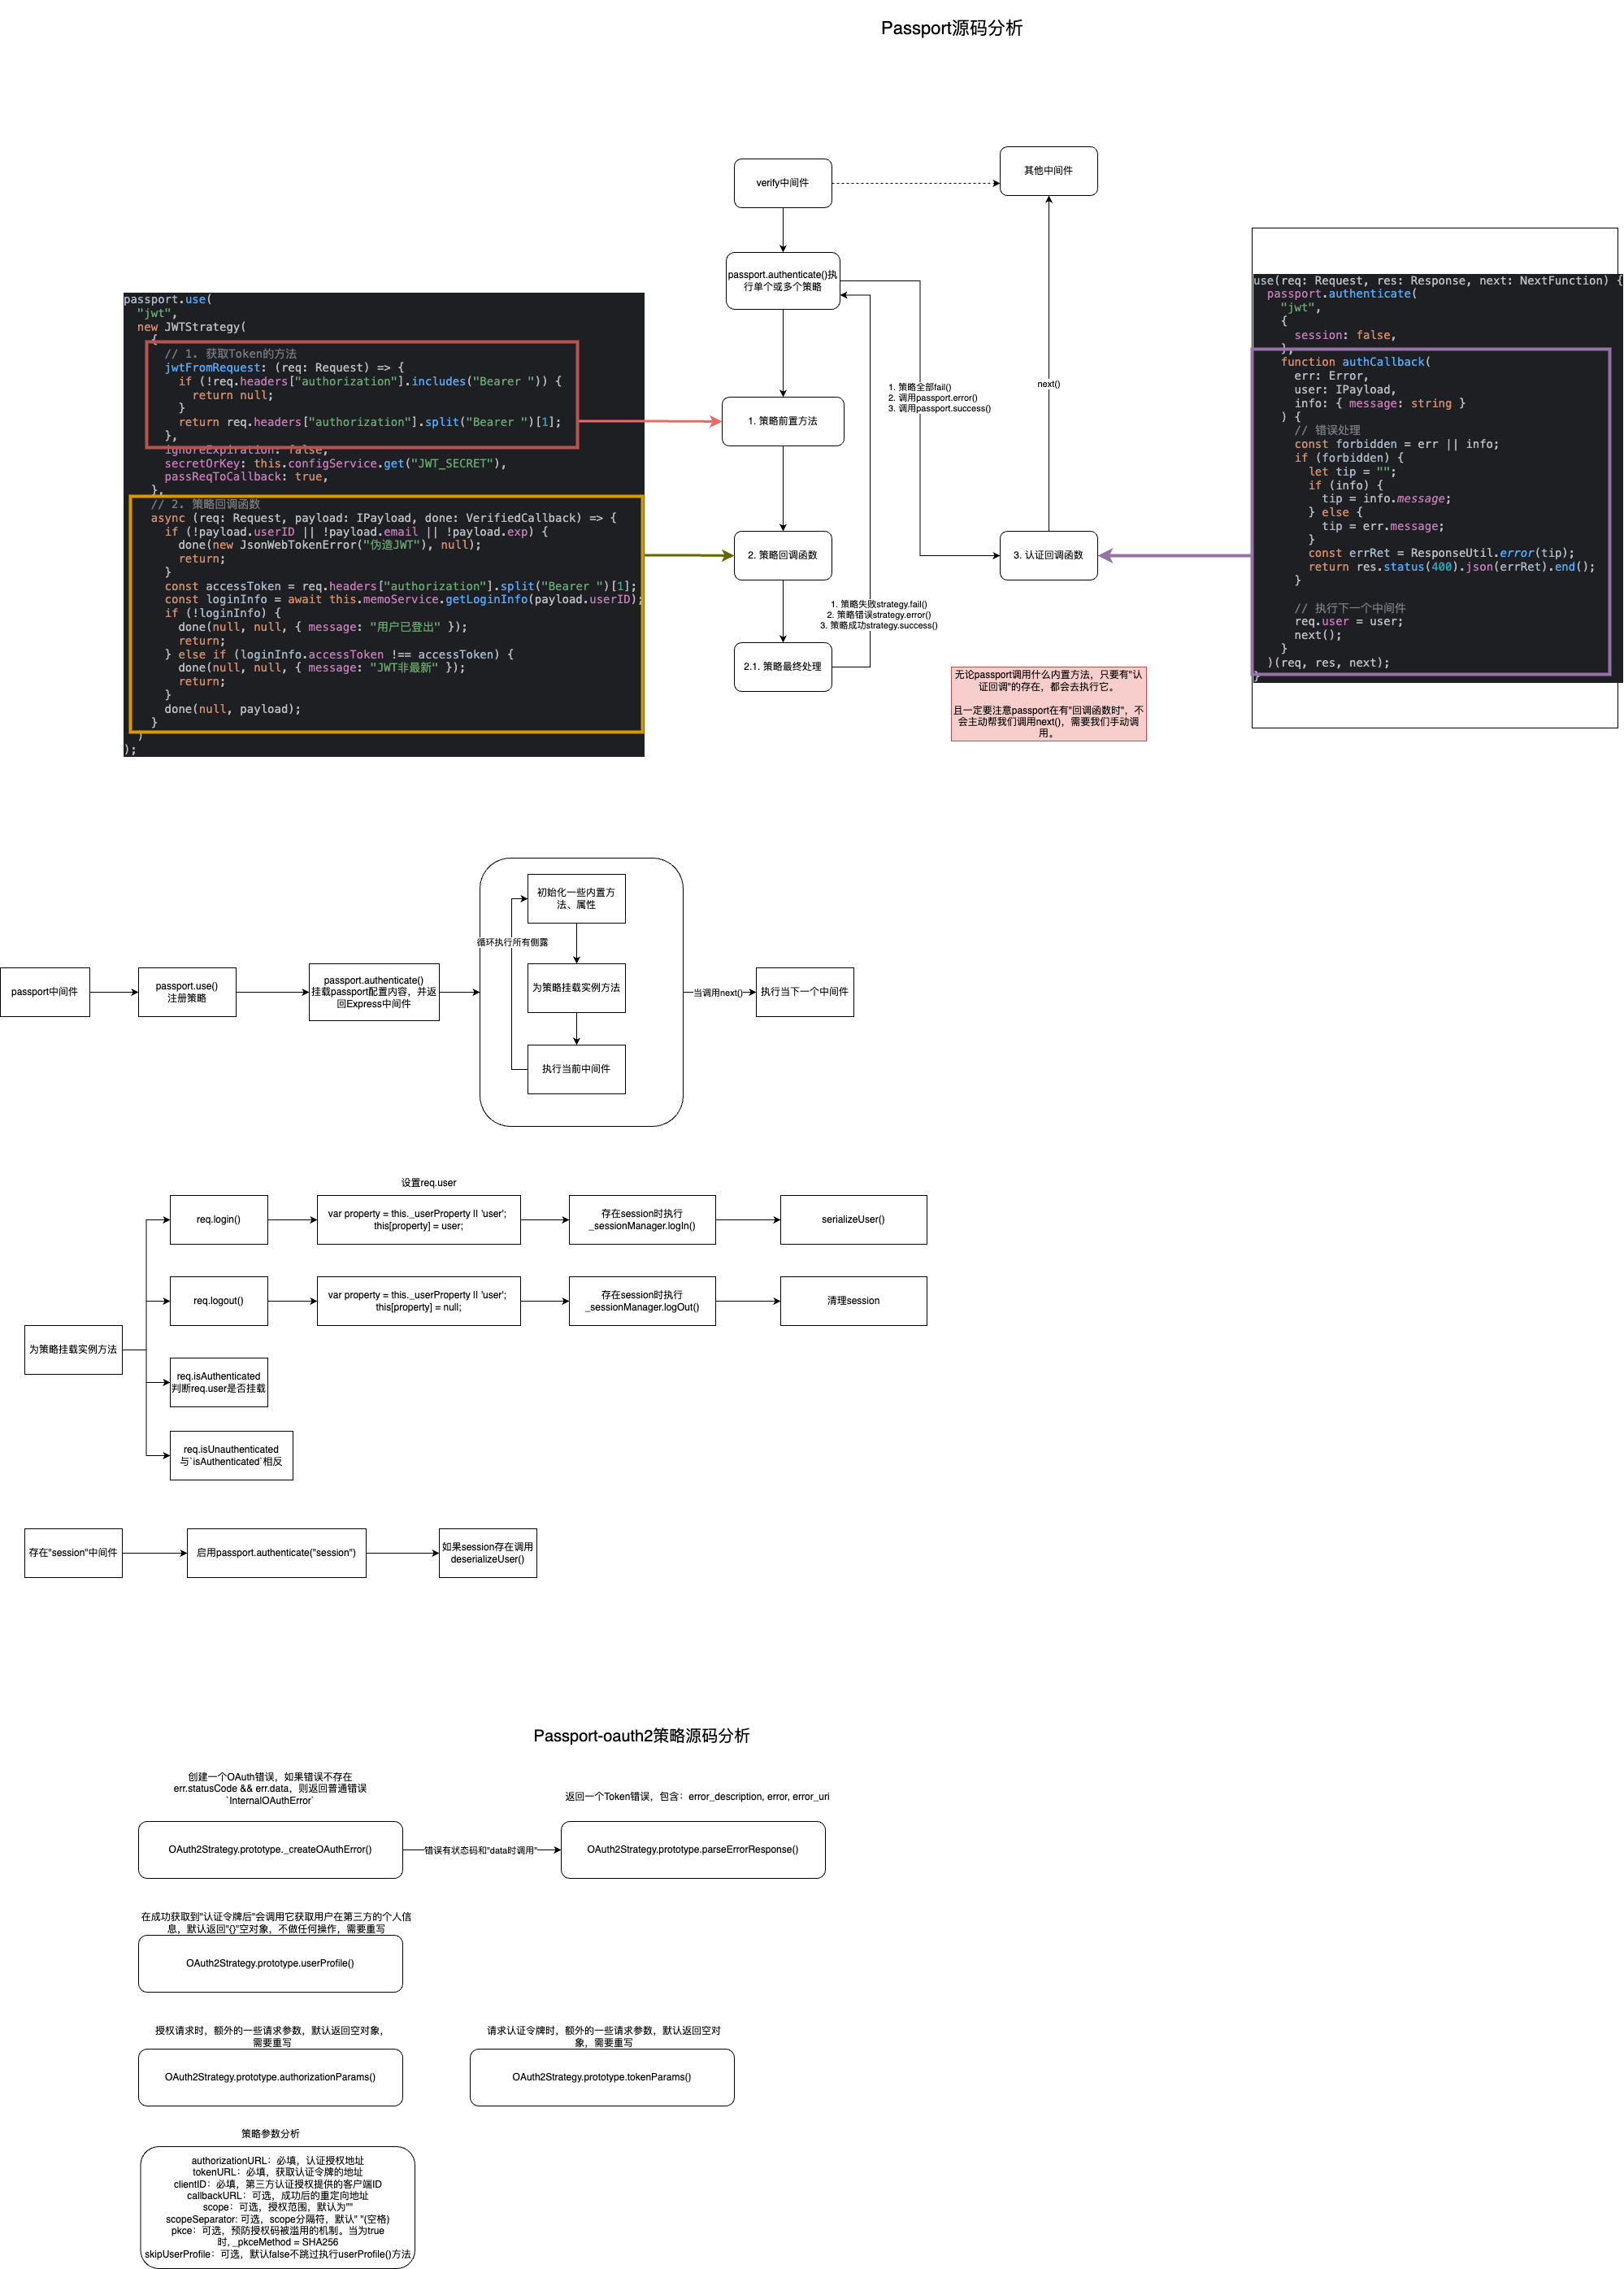 Passport源码分析
verify中间件
其他中间件
passport.authenticate()执
行单个或多个策略
1. 策略前置方法
2. 策略回调函数
2.1. 策略最终处理
1. 策略全部fail()
2. 调用passport.error()
3. 调用passport.success()
next()
3. 认证回调函数
1. 策略失败strategy.fail()
2. 策略错误strategy.error()
3. 策略成功strategy.success()
无论passport调用什么内置方法，只要有"认
证回调"的存在，都会去执行它。
且一定要注意passport在有"回调函数时"，不
会主动帮我们调用next()，需要我们手动调
用。
passport.use(
"jwt",
new JWTStrategy(
{
// 1. 获取Token的方法
jwtFromRequest: (req: Request) => {
if (!req.headers["authorization"].includes("Bearer ")) {
return null;
}
return req.headers["authorization"].split("Bearer ")[1];
},
ignoreExpiration: false,
secretOrKey: this.configService.get("JWT_SECRET"),
passReqToCallback: true,
},
// 2. 策略回调函数
async (req: Request, payload: IPayload, done: VerifiedCallback) => {
if (!payload.userID || !payload.email || !payload.exp) {
done(new JsonWebTokenError("伪造JWT"), null);
return;
}
const accessToken = req.headers["authorization"].split("Bearer ")[1];
const loginInfo = await this.memoService.getLoginInfo(payload.userID);
if (!loginInfo) {
done(null, null, { message: "用户已登出" });
return;
} else if (loginInfo.accessToken !== accessToken) {
done(null, null, { message: "JWT非最新" });
return;
}
done(null, payload);
}
)
);
use(req: Request, res: Response, next: NextFunction) {
passport.authenticate(
"jwt",
{
session: false,
},
function authCallback(
err: Error,
user: IPayload,
info: { message: string }
) {
// 错误处理
const forbidden = err || info;
if (forbidden) {
let tip = "";
if (info) {
tip = info.message;
} else {
tip = err.message;
}
const errRet = ResponseUtil.error(tip);
return res.status(400).json(errRet).end();
}
// 执行下一个中间件
req.user = user;
next();
}
)(req, res, next);
}
passport中间件
passport.use()
注册策略
passport.authenticate()
挂载passport配置内容，并返
回Express中间件
初始化一些内置方
法、属性
循环执行所有侧露
为策略挂载实例方法
执行当前中间件
当调用next()
执行当下一个中间件
为策略挂载实例方法
设置req.user
req.login()
var property = this._userProperty || 'user';
this[property] = user;
存在session时执行
_sessionManager.logIn()
serializeUser()
req.logout()
var property = this._userProperty || 'user';
this[property] = null;
存在session时执行
_sessionManager.logOut()
清理session
req.isAuthenticated
判断req.user是否挂载
req.isUnauthenticated
与`isAuthenticated`相反
存在"session"中间件
启用passport.authenticate("session")
如果session存在调用
deserializeUser()
Passport-oauth2策略源码分析
创建一个OAuth错误，如果错误不存在
err.statusCode && err.data，则返回普通错误
`InternalOAuthError`
OAuth2Strategy.prototype._createOAuthError()
错误有状态码和"data时调用"
返回一个Token错误，包含：error_description, error, error_uri
OAuth2Strategy.prototype.parseErrorResponse()
在成功获取到"认证令牌后"会调用它获取用户在第三方的个人信
息，默认返回"{}"空对象，不做任何操作，需要重写
OAuth2Strategy.prototype.userProfile()
授权请求时，额外的一些请求参数，默认返回空对象，
需要重写
OAuth2Strategy.prototype.authorizationParams()
请求认证令牌时，额外的一些请求参数，默认返回空对
象，需要重写
OAuth2Strategy.prototype.tokenParams()
策略参数分析
authorizationURL：必填，认证授权地址
tokenURL：必填，获取认证令牌的地址
clientID：必填，第三方认证授权提供的客户端ID
callbackURL：可选，成功后的重定向地址
scope：可选，授权范围，默认为""
scopeSeparator: 可选，scope分隔符，默认" "(空格)
pkce：可选，预防授权码被滥用的机制。当为true
时, _pkceMethod = SHA256
skipUserProfile：可选，默认false不跳过执行userProfile()方法